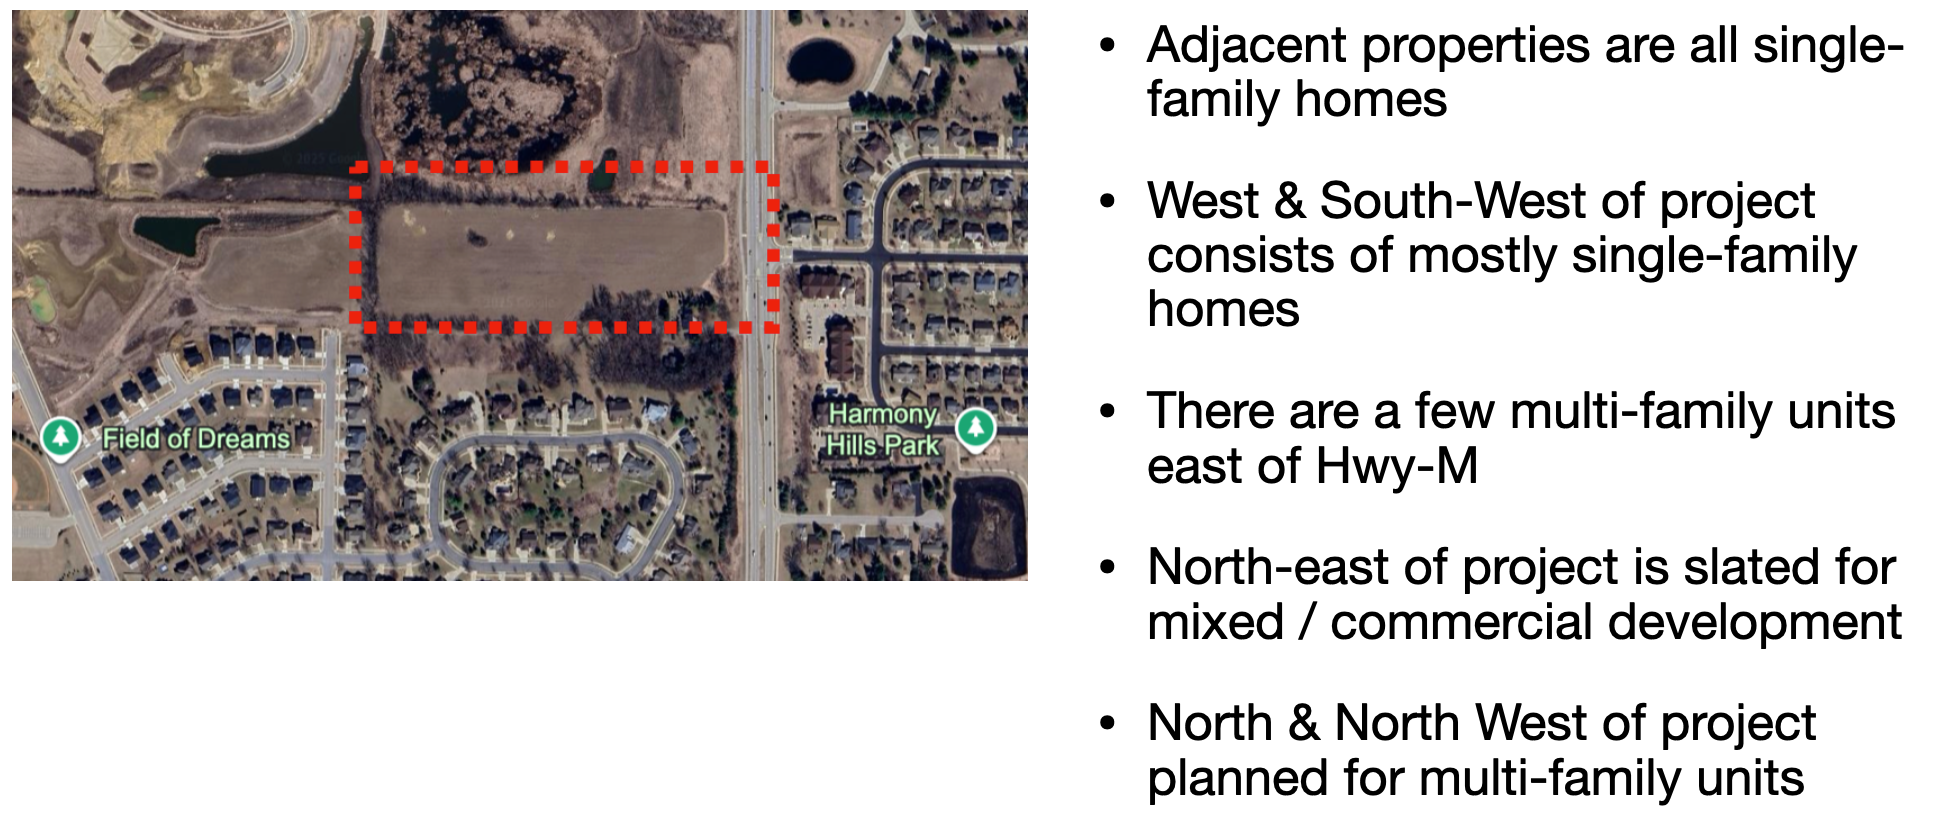 Field of Dreams
Harmony
Hills Park
• Adjacent properties are all single-
family homes
• West & South-West of project
consists of mostly single-family
homes
• There are a few multi-family units
east of Hwy-M
• North-east of project is slated for
mixed / commercial development
• North & North West of project
planned for multi-family units